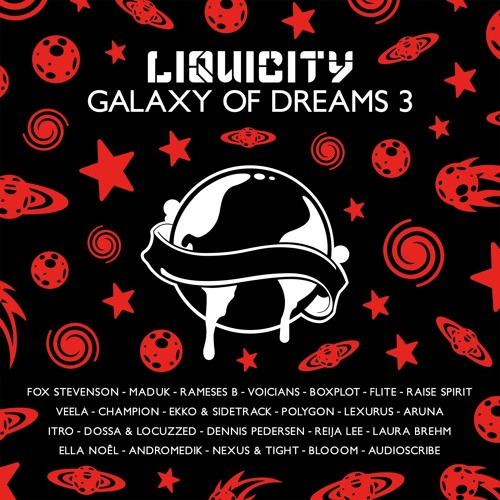 LIQUICITY
GALAXY OF DREAMS 3
FOX STEVENSON - MADUK - RAMESES B - VOICIANS - BOXPLOT - FLITE - RAISE SPIRIT
VEELA - CHAMPION - EKKO & SIDETRACK - POLYGON - LEXURUS - ARUNA
ITRO - DOSSA & LOCUZZED - DENNIS PEDERSEN - REIJA LEE - LAURA BREHM
ELLA NOËL - ANDROMEDIK - NEXUS & TIGHT - BLOOOM - AUDIOSCRIBE